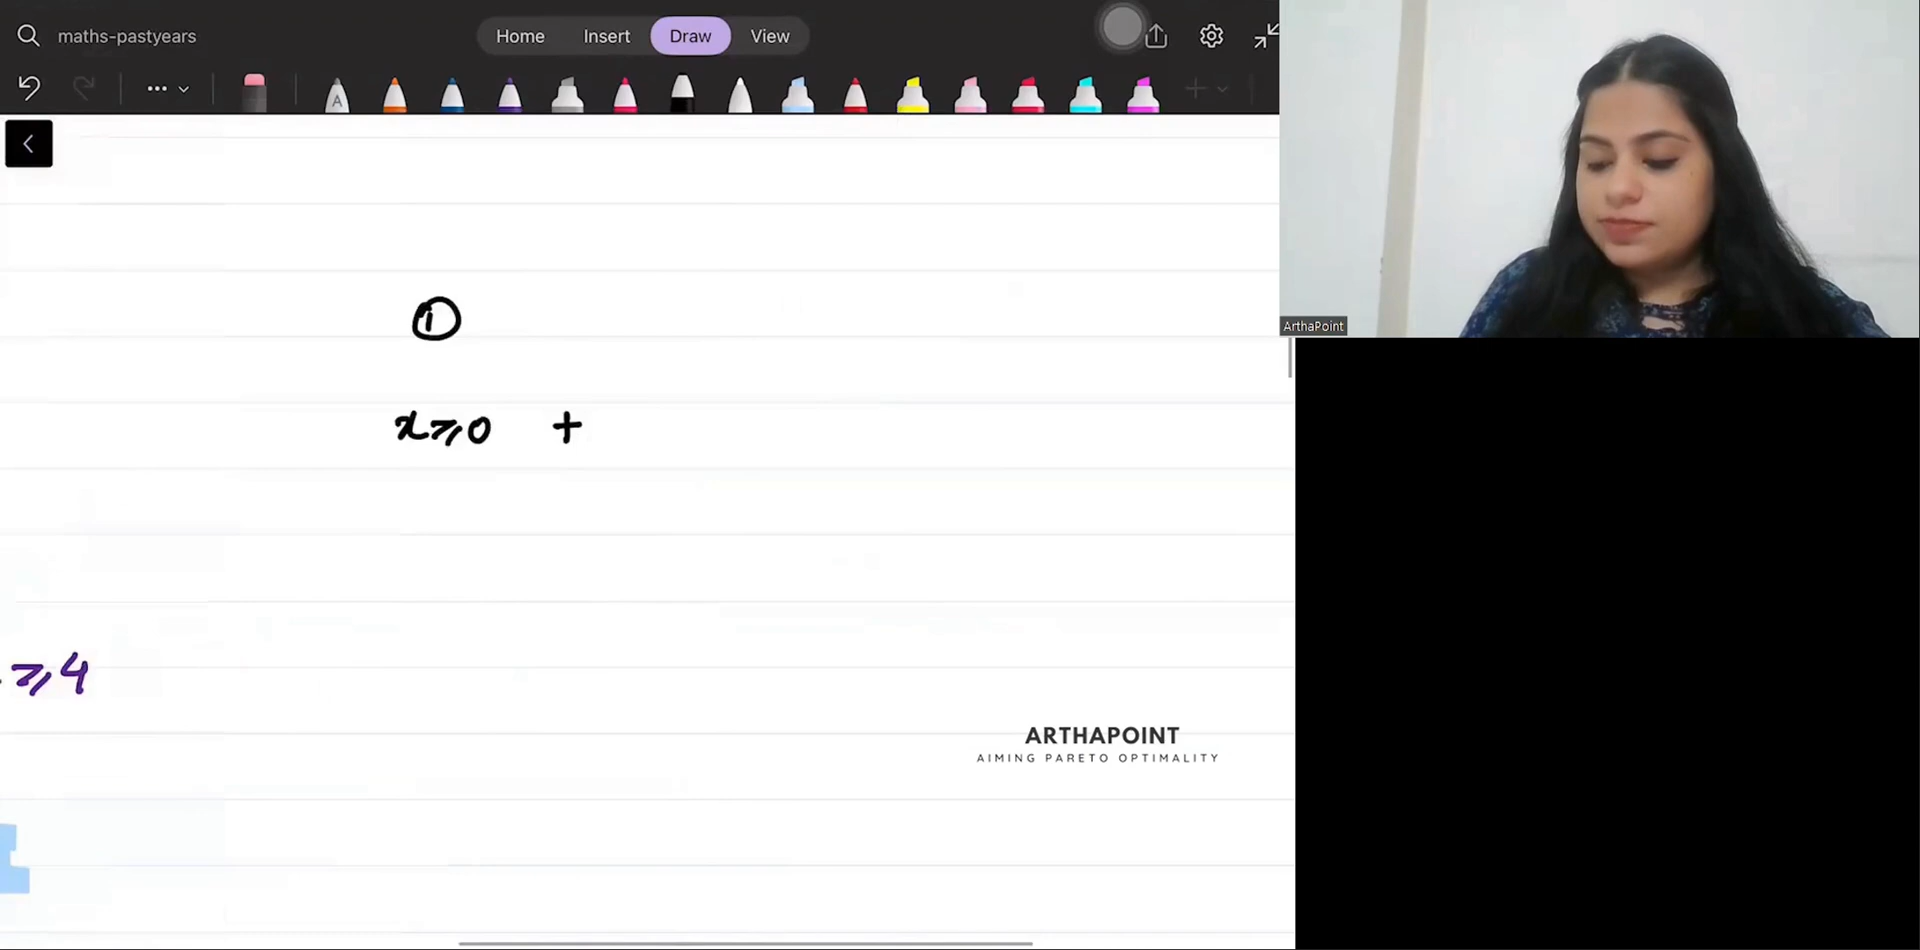 maths-pastyears
Home Insert Draw View
A
ArthaPoint
①
x⩾0 +
⩾4
ARTHAPOINT
AIMING PARETO OPTIMALITY